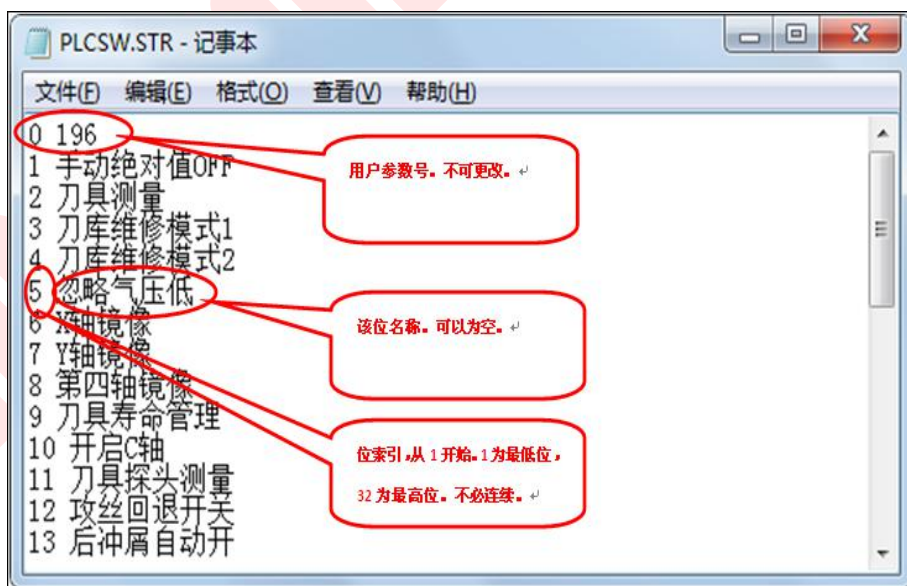 PLCSW.STR - 记事本
文件(F) 编辑(E) 格式(O) 查看(V) 帮助(H)
0 196
1 手动绝对值OFF
2 刀具测量
3 刀库维修模式1
4 刀库维修模式2
5 忽略气压低
6 X轴镜像
7 Y轴镜像
8 第四轴镜像
9 刀具寿命管理
10 开启C轴
11 刀具探头测量
12 攻丝回退开关
13 后冲屑自动开
用户参数号。不可更改。
该位名称。可以为空。
位索引,从 1 开始。1 为最低位,
32 为最高位。不必连续。